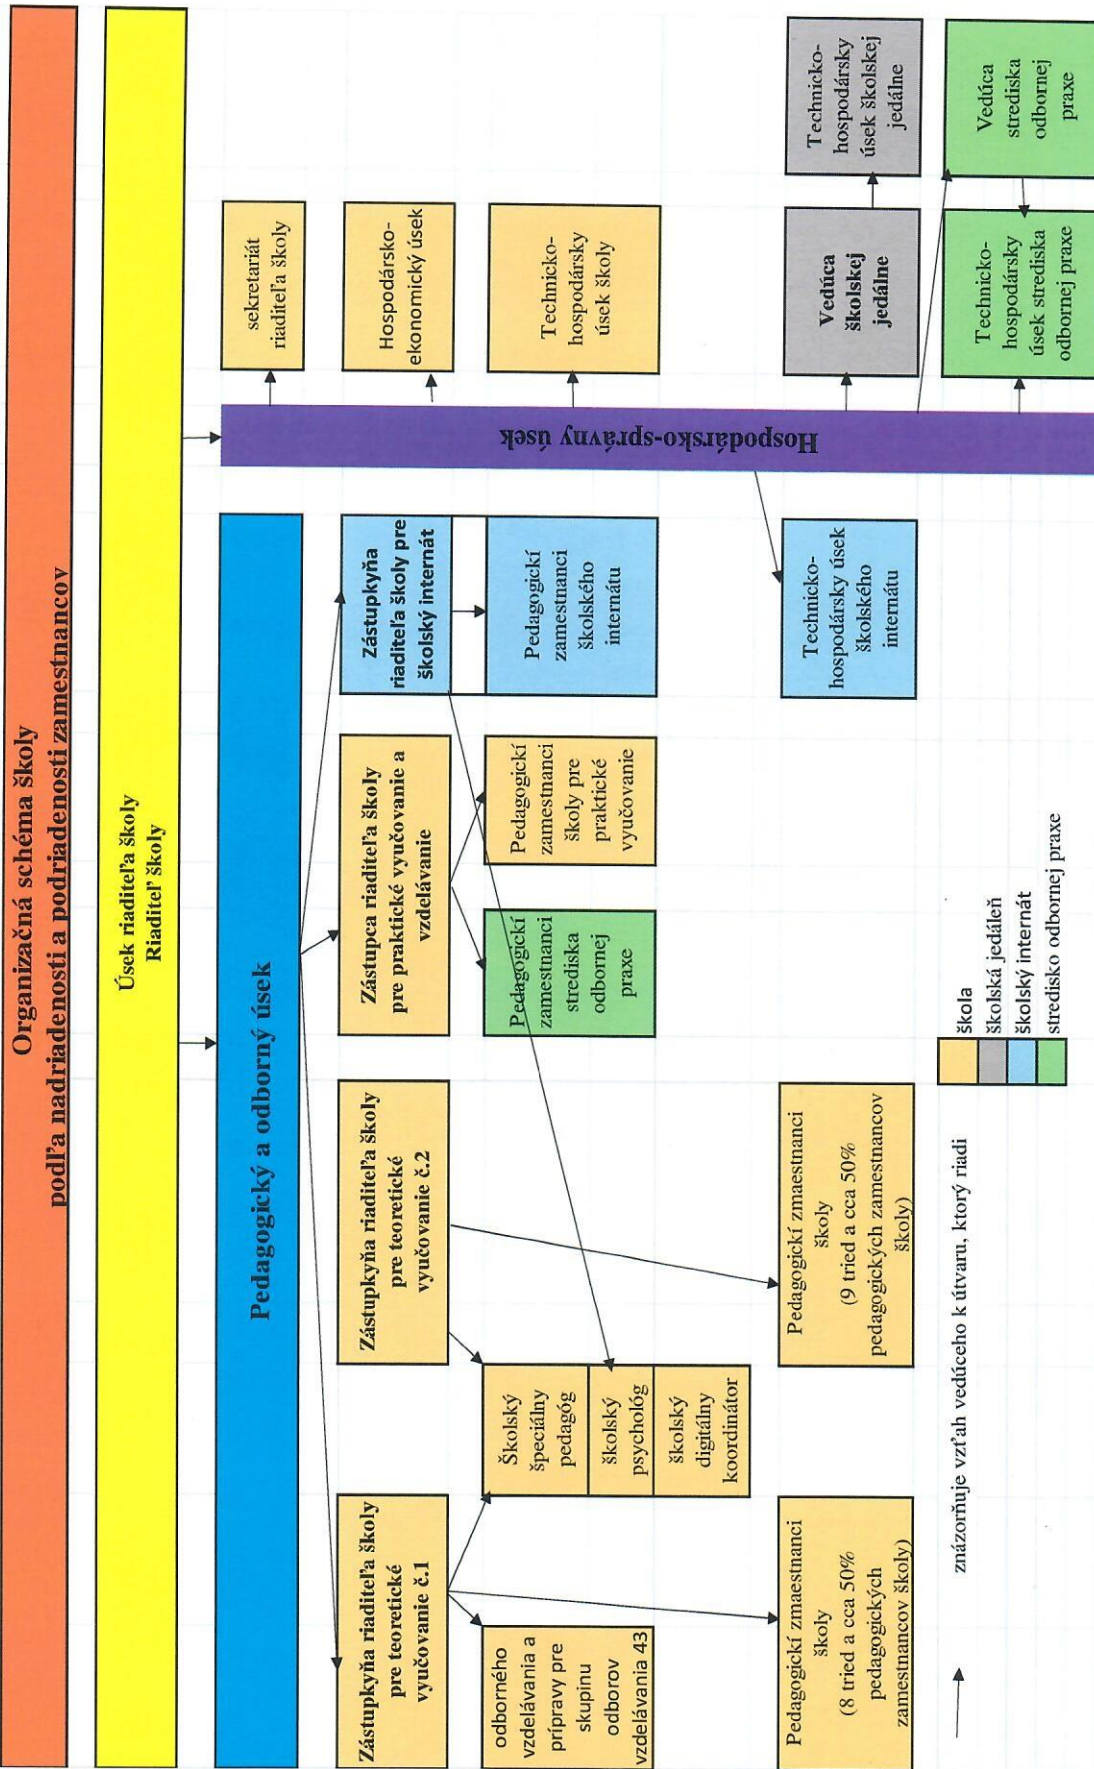 Organizačná schéma školy
podľa nadriadenosti a podriadenosti zamestnancov
Úsek riaditeľa školy
Riaditeľ školy
Pedagogický a odborný úsek
Hospodársko-správny úsek
Zástupkyňa riaditeľa školy
pre teoretické
vyučovanie č.1
Zástupkyňa riaditeľa školy
pre teoretické
vyučovanie č.2
Zástupca riaditeľa školy
pre praktické vyučovanie a
vzdelávanie
Zástupkyňa
riaditeľa školy pre
školský internát
sekretariát
riaditeľa školy
Hospodársko-
ekonomický úsek
Technicko-
hospodársky
úsek školy
odborného
vzdelávania a
prípravy pre
skupinu
odborov
vzdelávania 43
Školský
špeciálny
pedagóg
školský
psychológ
školský
digitálny
koordinátor
Pedagogickí
zamestnanci
strediska
odbornej
praxe
Pedagogickí
zamestnanci
školy pre
praktické
vyučovanie
Pedagogickí
zamestnanci
školského
internátu
Pedagogickí zmaestnanci
školy
(8 tried a cca 50%
pedagogických
zamestnancov školy)
Pedagogickí zmaestnanci
školy
(9 tried a cca 50%
pedagogických zamestnancov
školy)
Technicko-
hospodársky úsek
školského
internátu
Vedúca
školskej
jedálne
Technicko-
hospodársky
úsek školskej
jedálne
Technicko-
hospodársky
úsek strediska
odbornej praxe
Vedúca
strediska
odbornej
praxe
znázorňuje vzťah vedúceho k útvaru, ktorý riadi
škola
školská jedáleň
školský internát
stredisko odbornej praxe